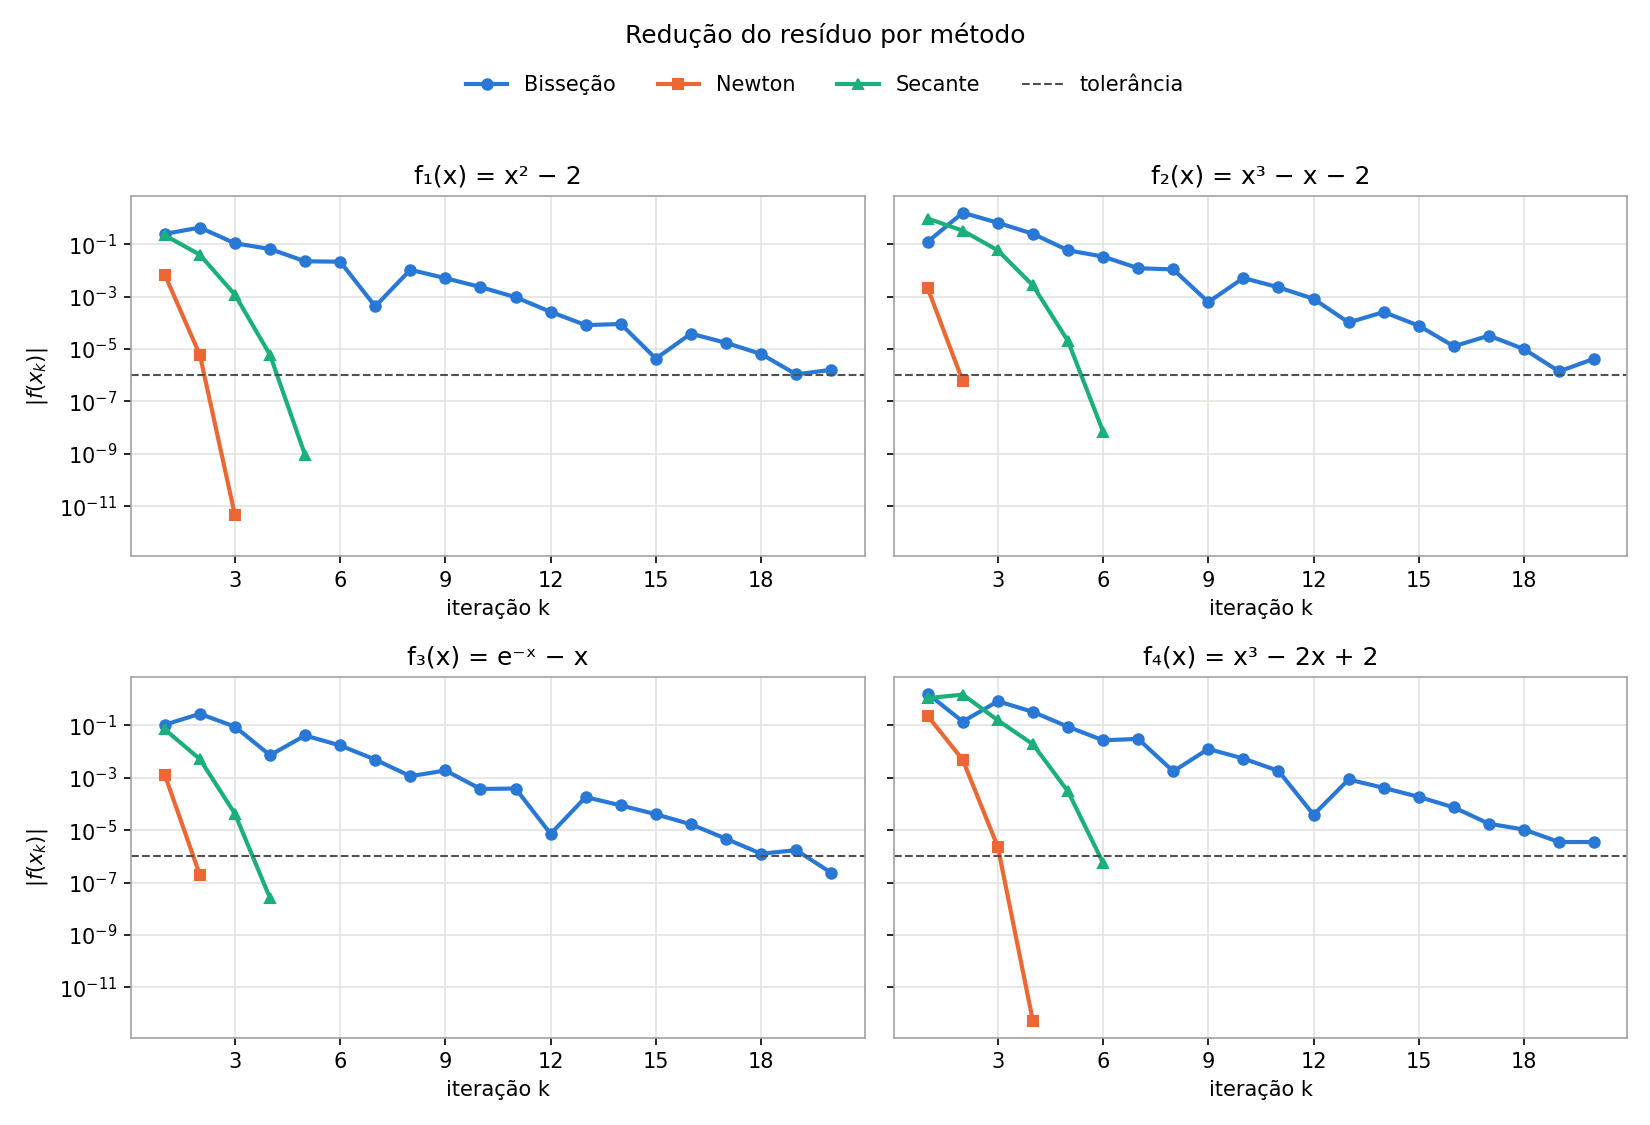 Redução do resíduo por método
Bisseção Newton Secante tolerância
f₁(x) = x² − 2
f₂(x) = x³ − x − 2
|f(xₖ)|
10⁻¹
10⁻³
10⁻⁵
10⁻⁷
10⁻⁹
10⁻¹¹
3 6 9 12 15 18
iteração k
3 6 9 12 15 18
iteração k
f₃(x) = e⁻ˣ − x
f₄(x) = x³ − 2x + 2
|f(xₖ)|
10⁻¹
10⁻³
10⁻⁵
10⁻⁷
10⁻⁹
10⁻¹¹
3 6 9 12 15 18
iteração k
3 6 9 12 15 18
iteração k